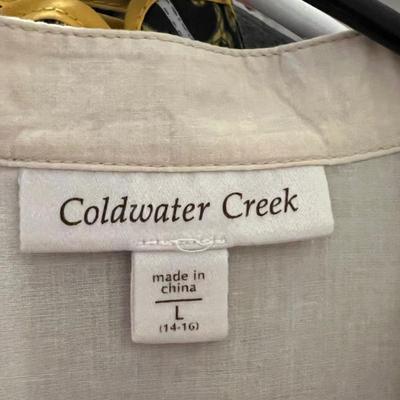 Coldwater Creek
made in
china
L
(14-16)